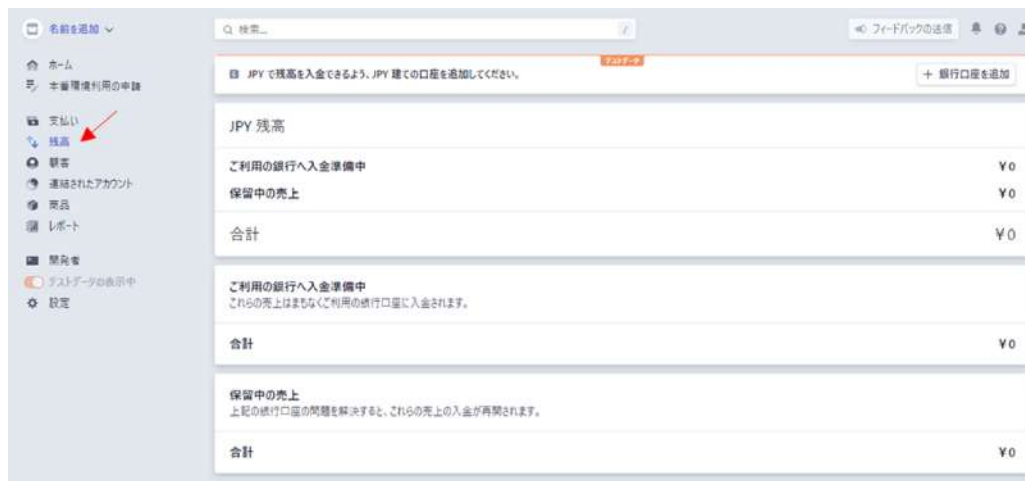 名前を追加
検索...
/
フィードバックの送信
ホーム
本番環境利用の申請
支払い
残高
顧客
連結されたアカウント
商品
レポート
開発者
テストデータの表示中
設定
テストデータ
JPY で残高を入金できるよう、JPY 建ての口座を追加してください。
+ 銀行口座を追加
JPY 残高
ご利用の銀行へ入金準備中 ¥0
保留中の売上 ¥0
合計 ¥0
ご利用の銀行へ入金準備中
これらの売上はまもなくご利用の銀行口座に入金されます。
合計 ¥0
保留中の売上
上記の銀行口座の問題を解決すると、これらの売上の入金が再開されます。
合計 ¥0